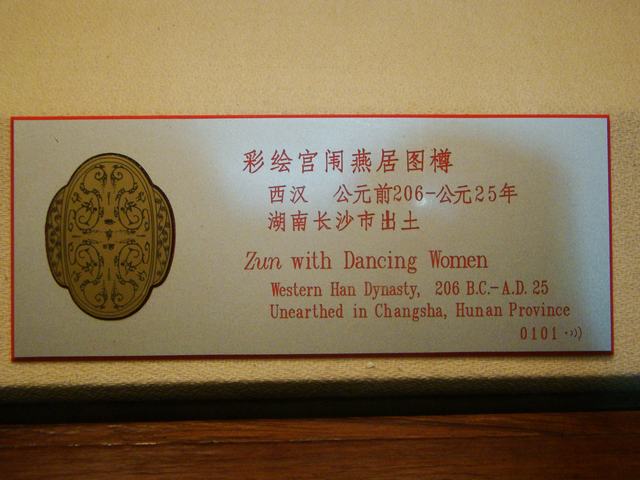 彩绘宫闱燕居图樽
西汉 公元前206-公元25年
湖南长沙市出土
Zun with Dancing Women
Western Han Dynasty, 206 B.C.-A.D. 25
Unearthed in Changsha, Hunan Province
0101